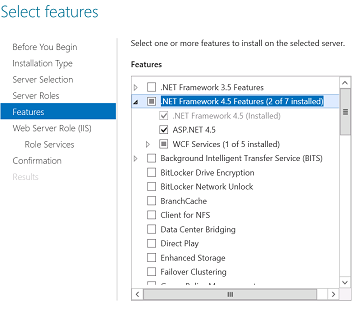 Select features
Before You Begin
Installation Type
Server Selection
Server Roles
Features
Web Server Role (IIS)
Role Services
Confirmation
Results
Select one or more features to install on the selected server.
Features
.NET Framework 3.5 Features
.NET Framework 4.5 Features (2 of 7 installed)
.NET Framework 4.5 (Installed)
ASP.NET 4.5
WCF Services (1 of 5 installed)
Background Intelligent Transfer Service (BITS)
BitLocker Drive Encryption
BitLocker Network Unlock
BranchCache
Client for NFS
Data Center Bridging
Direct Play
Enhanced Storage
Failover Clustering